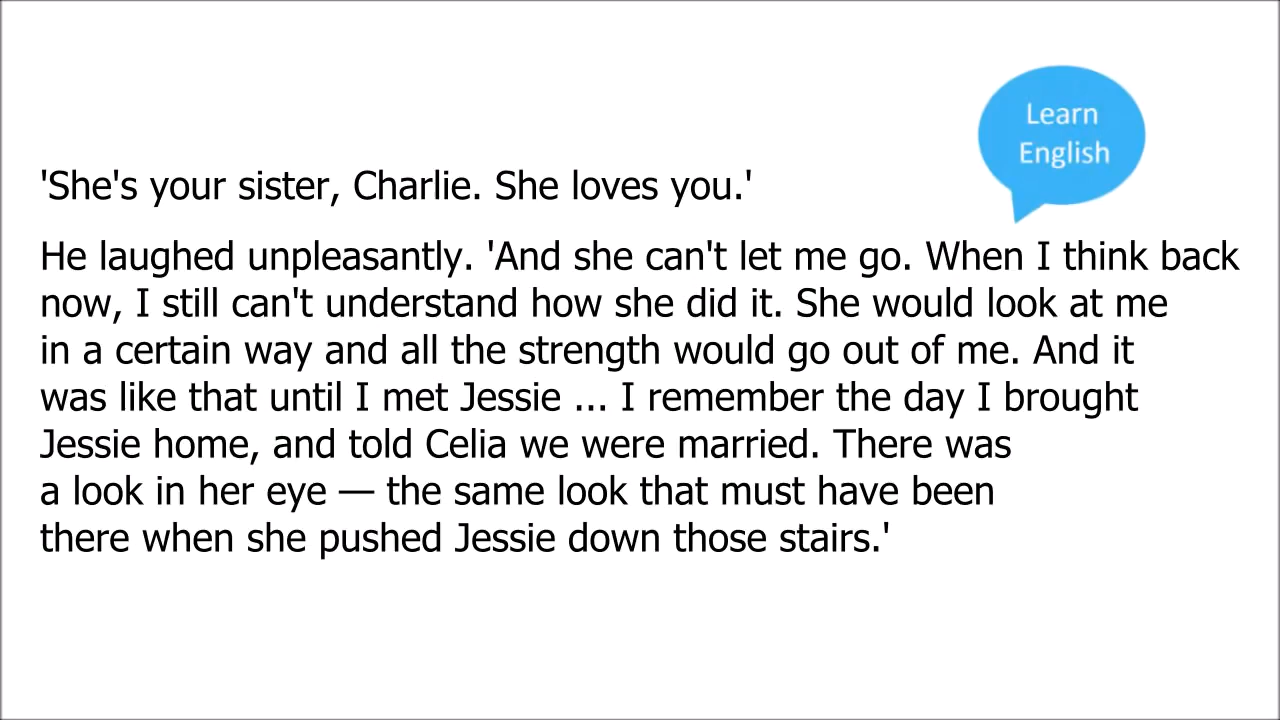 Learn
English
'She's your sister, Charlie. She loves you.'
He laughed unpleasantly. 'And she can't let me go. When I think back
now, I still can't understand how she did it. She would look at me
in a certain way and all the strength would go out of me. And it
was like that until I met Jessie ... I remember the day I brought
Jessie home, and told Celia we were married. There was
a look in her eye — the same look that must have been
there when she pushed Jessie down those stairs.'